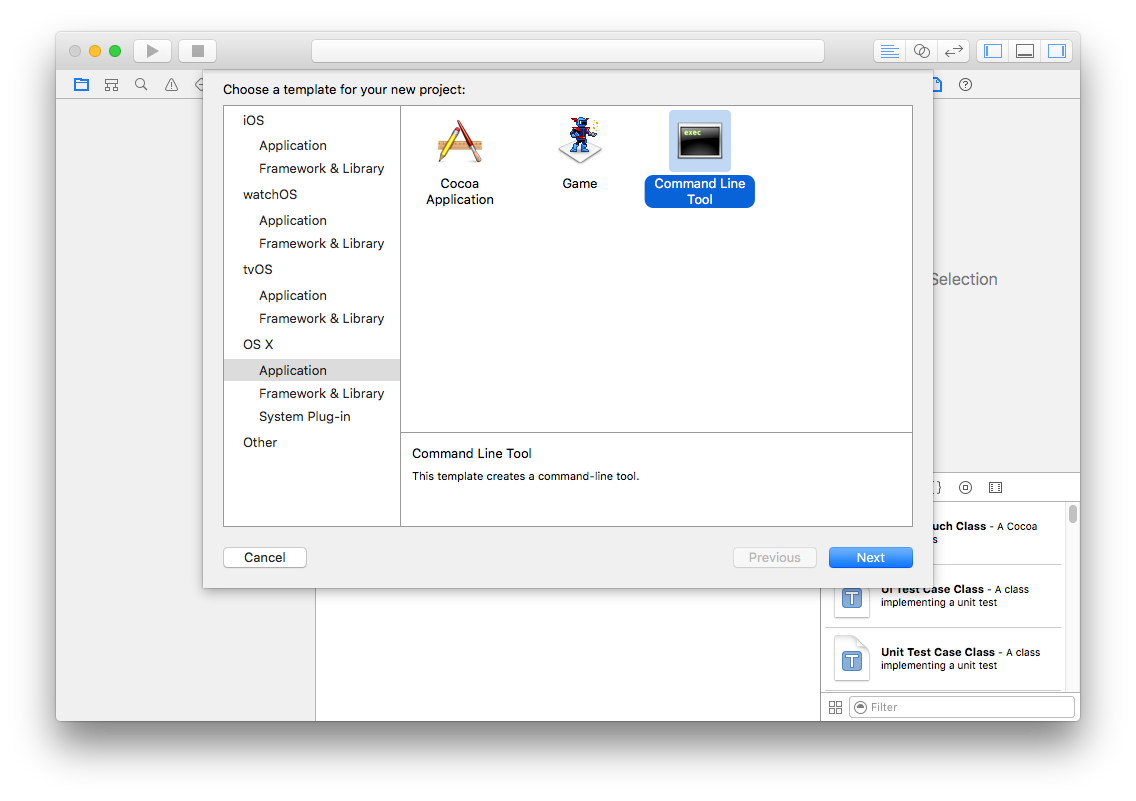 Choose a template for your new project:
iOS
Application
Framework & Library
watchOS
Application
Framework & Library
tvOS
Application
Framework & Library
OS X
Application
Framework & Library
System Plug-in
Other
Cocoa
Application
Game
exec
Command Line
Tool
Command Line Tool
This template creates a command-line tool.
Cancel
Previous
Next
Selection
uch Class - A Cocoa
s
UI Test Case Class - A class
implementing a unit test
T
Unit Test Case Class - A class
implementing a unit test
T
Filter